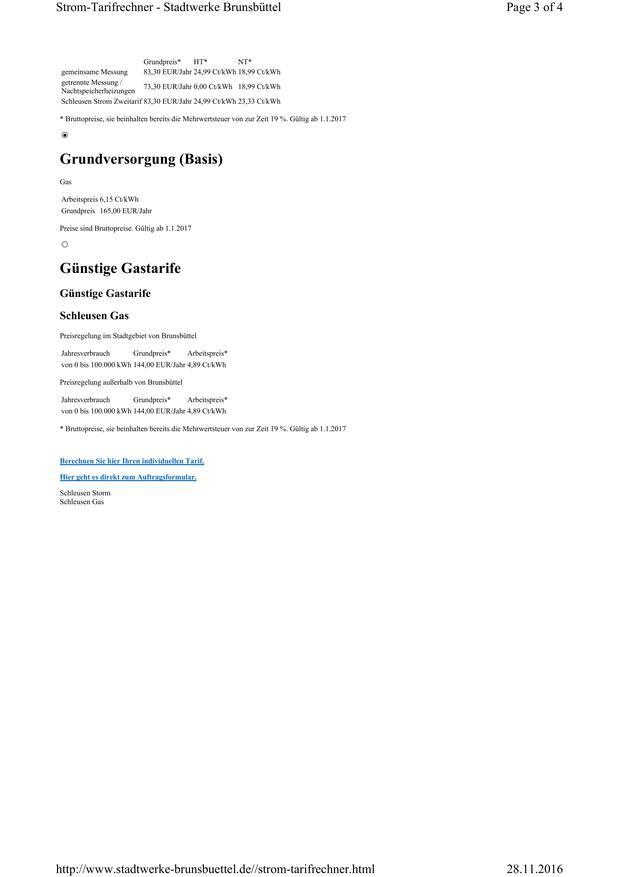 Strom-Tarifrechner - Stadtwerke Brunsbüttel Page 3 of 4
Grundpreis* HT* NT*
gemeinsame Messung 83,30 EUR/Jahr 24,99 Ct/kWh 18,99 Ct/kWh
getrennte Messung /
Nachtspeicherheizungen 73,30 EUR/Jahr 0,00 Ct/kWh 18,99 Ct/kWh
Schleusen Strom Zweitarif 83,30 EUR/Jahr 24,99 Ct/kWh 23,33 Ct/kWh
* Bruttopreise, sie beinhalten bereits die Mehrwertsteuer von zur Zeit 19 %. Gültig ab 1.1.2017
Grundversorgung (Basis)
Gas
Arbeitspreis 6,15 Ct/kWh
Grundpreis 165,00 EUR/Jahr
Preise sind Bruttopreise. Gültig ab 1.1.2017
Günstige Gastarife
Günstige Gastarife
Schleusen Gas
Preisregelung im Stadtgebiet von Brunsbüttel
Jahresverbrauch Grundpreis* Arbeitspreis*
von 0 bis 100.000 kWh 144,00 EUR/Jahr 4,89 Ct/kWh
Preisregelung außerhalb von Brunsbüttel
Jahresverbrauch Grundpreis* Arbeitspreis*
von 0 bis 100.000 kWh 144,00 EUR/Jahr 4,89 Ct/kWh
* Bruttopreise, sie beinhalten bereits die Mehrwertsteuer von zur Zeit 19 %. Gültig ab 1.1.2017
Berechnen Sie hier Ihren individuellen Tarif.
Hier geht es direkt zum Auftragsformular.
Schleusen Storm
Schleusen Gas
http://www.stadtwerke-brunsbuettel.de//strom-tarifrechner.html 28.11.2016